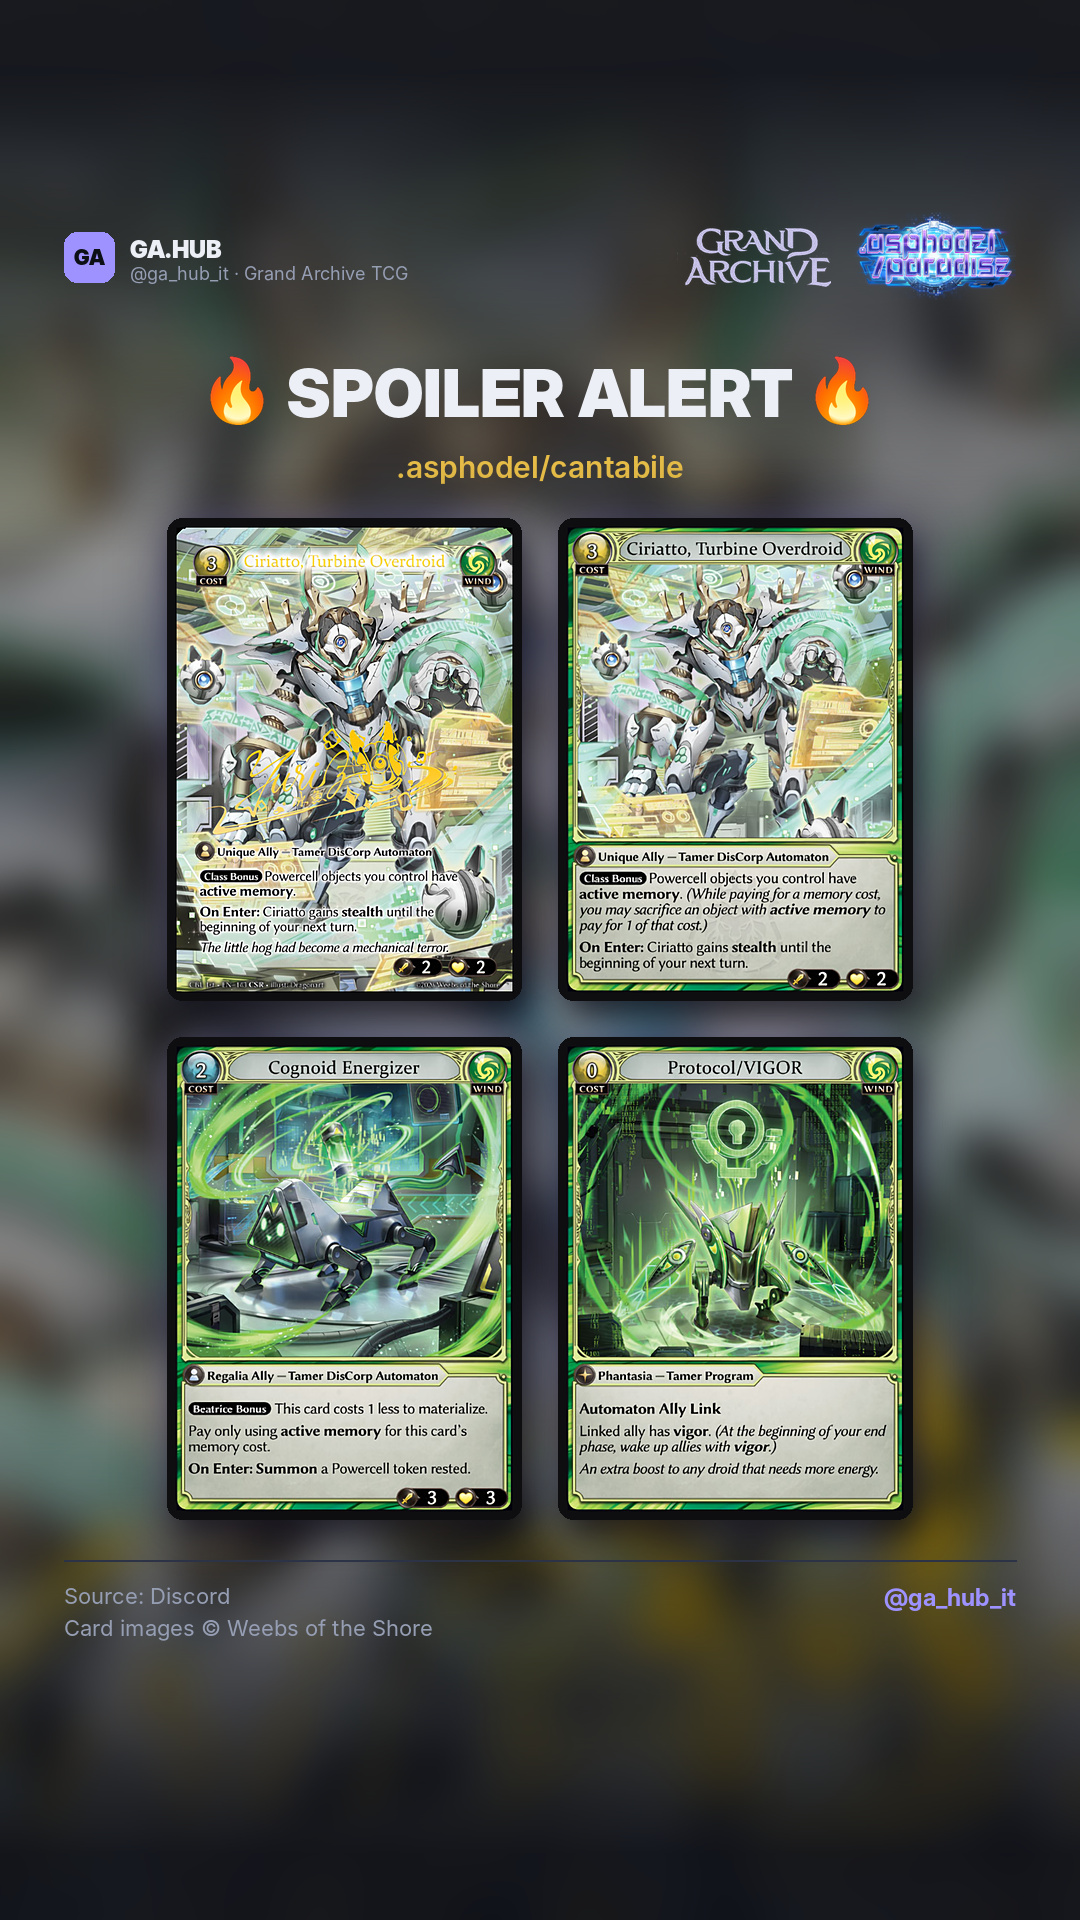 GA
GA.HUB
@ga_hub_it · Grand Archive TCG
GRAND
ARCHIVE
.asphodel
/paradise
🔥 SPOILER ALERT 🔥
.asphodel/cantabile
3
COST
Ciriatto, Turbine Overdroid
WIND
Unique Ally — Tamer DisCorp Automaton
Class Bonus Powercell objects you control have
active memory.
On Enter: Ciriatto gains stealth until the
beginning of your next turn.
The little hog had become a mechanical terror.
2 2
3
COST
Ciriatto, Turbine Overdroid
WIND
Unique Ally — Tamer DisCorp Automaton
Class Bonus Powercell objects you control have
active memory. (While paying for a memory cost,
you may sacrifice an object with active memory to
pay for 1 of that cost.)
On Enter: Ciriatto gains stealth until the
beginning of your next turn.
2 2
2
COST
Cognoid Energizer
WIND
Regalia Ally — Tamer DisCorp Automaton
Beatrice Bonus This card costs 1 less to materialize.
Pay only using active memory for this card's
memory cost.
On Enter: Summon a Powercell token rested.
3 3
0
COST
Protocol/VIGOR
WIND
Phantasia — Tamer Program
Automaton Ally Link
Linked ally has vigor. (At the beginning of your end
phase, wake up allies with vigor.)
An extra boost to any droid that needs more energy.
Source: Discord
Card images © Weebs of the Shore
@ga_hub_it